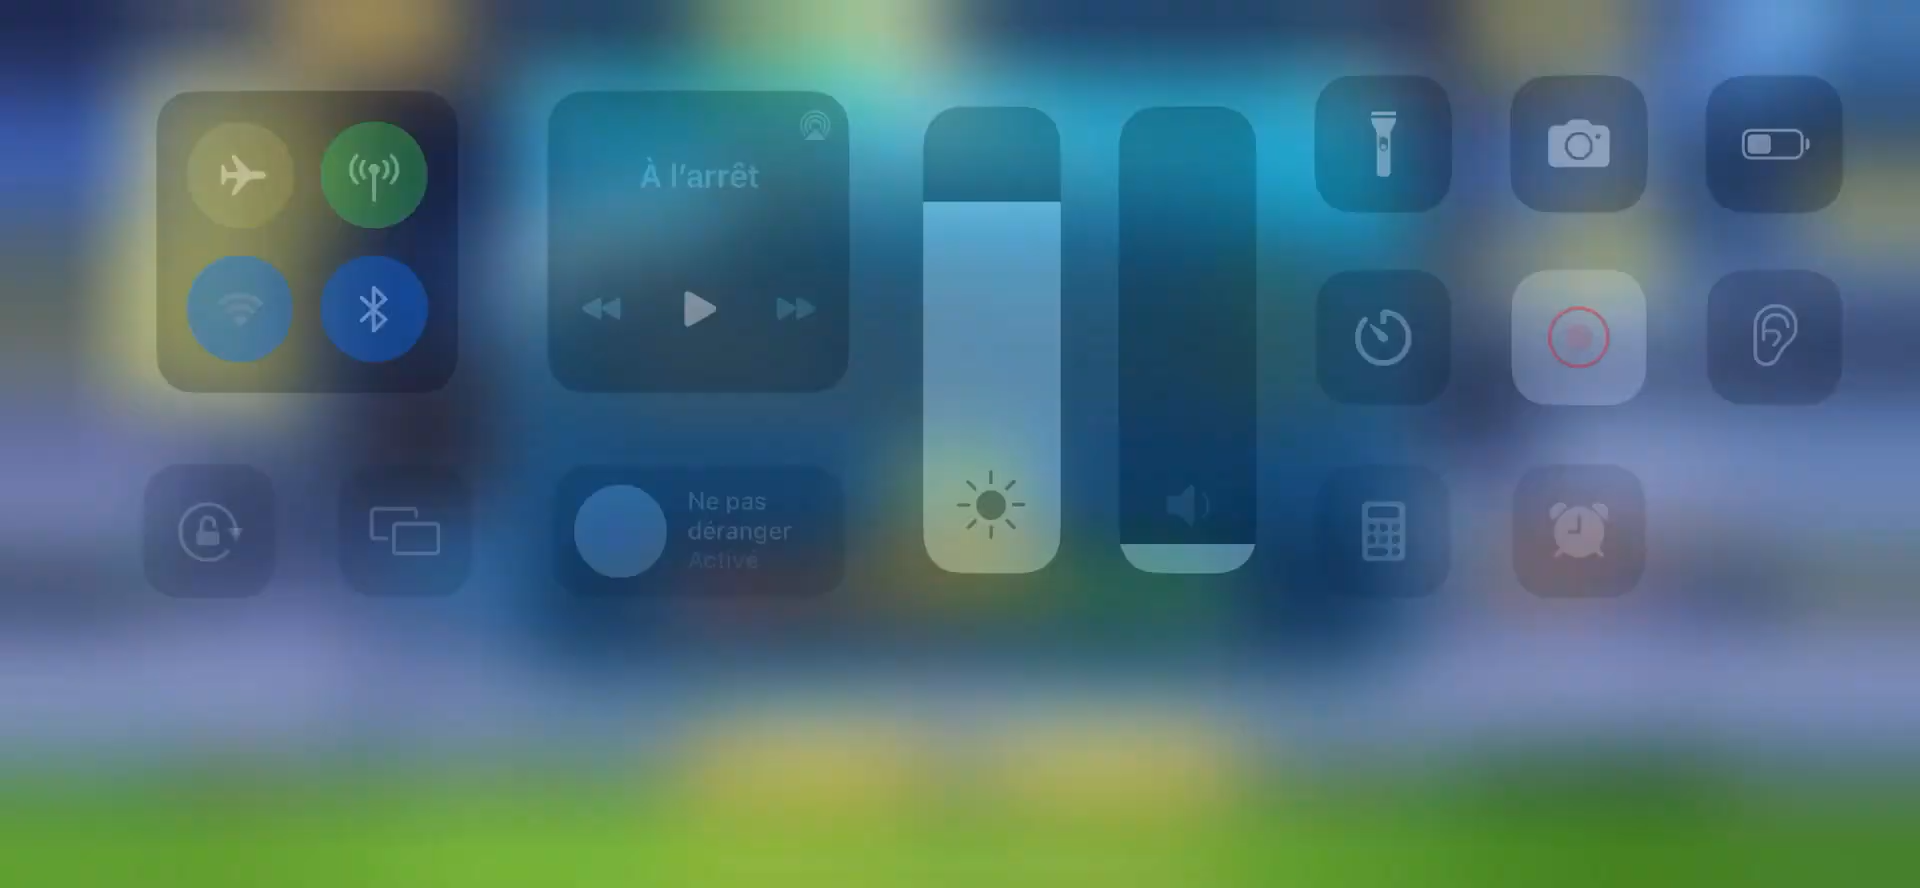 À l’arrêt
Ne pas
déranger
Activé